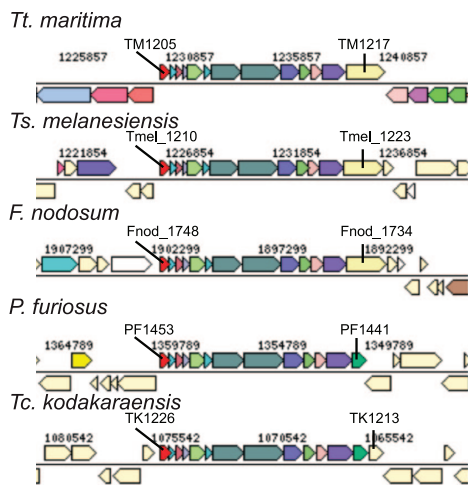 Tt. maritima
TM1205 TM1217
1225857 1230857 1235857 1240857
Ts. melanesiensis
Tmel_1210 Tmel_1223
1221854 1226854 1231854 1236854
F. nodosum
Fnod_1748 Fnod_1734
1907299 1902299 1897299 1892299
P. furiosus
PF1453 PF1441
1364789 1359789 1354789 1349789
Tc. kodakaraensis
TK1226 TK1213
1080542 1075542 1070542 1065542